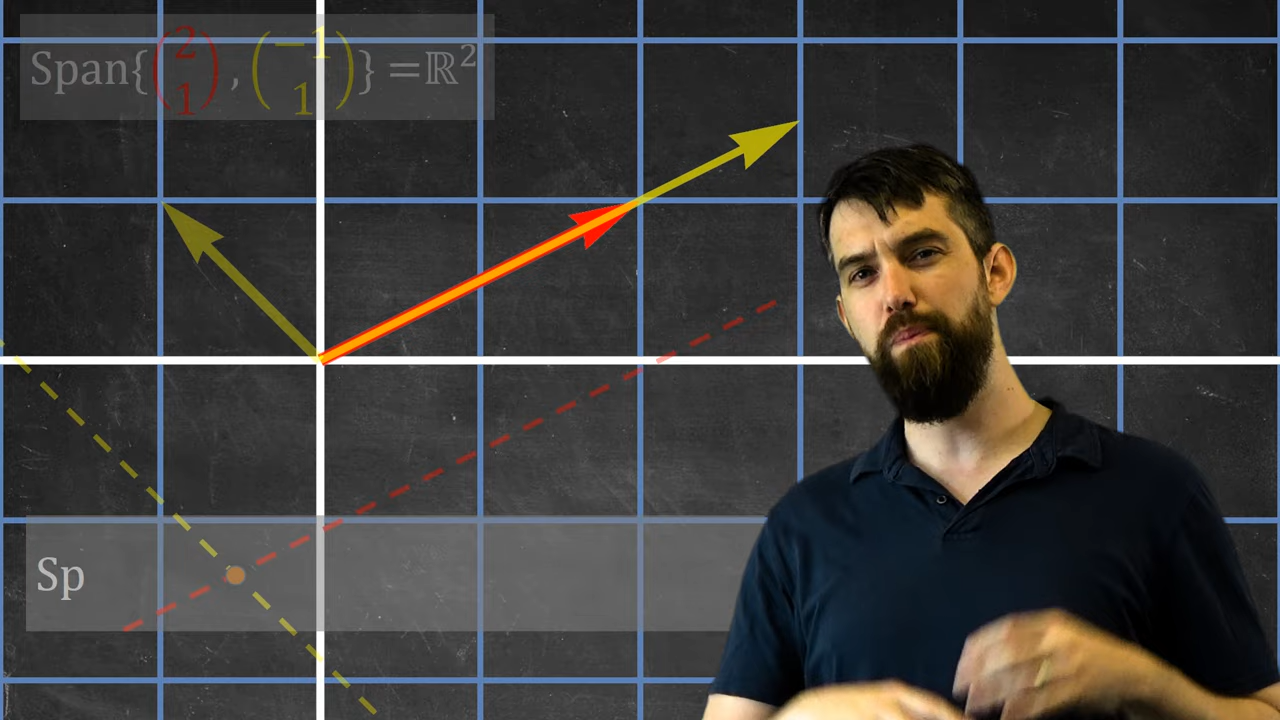 Span{(2 1), (−1 1)} =ℝ²
Sp